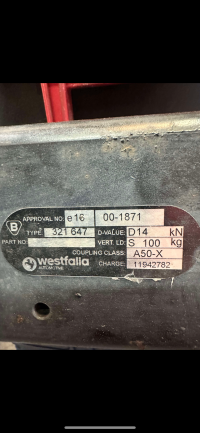 B
APPROVAL NO. e16 00-1871
TYPE 321 647 D-VALUE: D14 kN
PART NO. VERT. LD: S 100 kg
COUPLING CLASS: A50-X
westfalia CHARGE: 11942782
AUTOMOTIVE